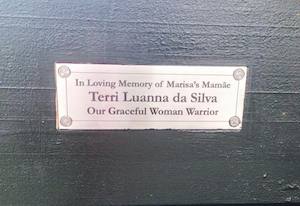 In Loving Memory of Marisa's Mamãe
Terri Luanna da Silva
Our Graceful Woman Warrior